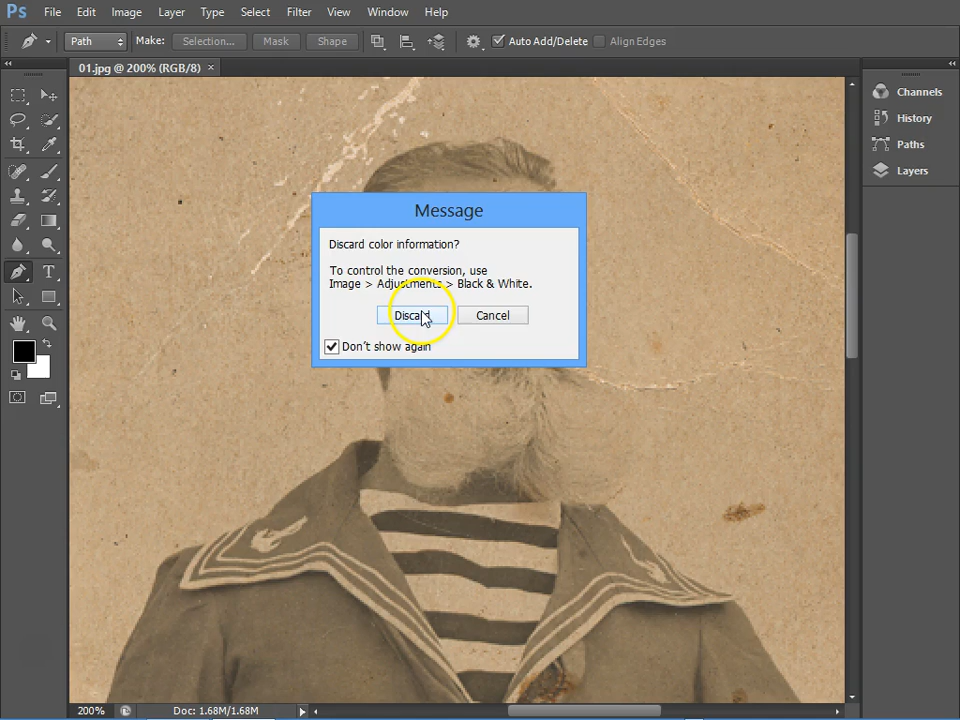 Ps File Edit Image Layer Type Select Filter View Window Help
Path Make: Selection... Mask Shape Auto Add/Delete Align Edges
01.jpg @ 200% (RGB/8) ×
Channels
History
Paths
Layers
Message
Discard color information?
To control the conversion, use
Image > Adjustments > Black & White.
Discard Cancel
Don't show again
T
200% Doc: 1.68M/1.68M